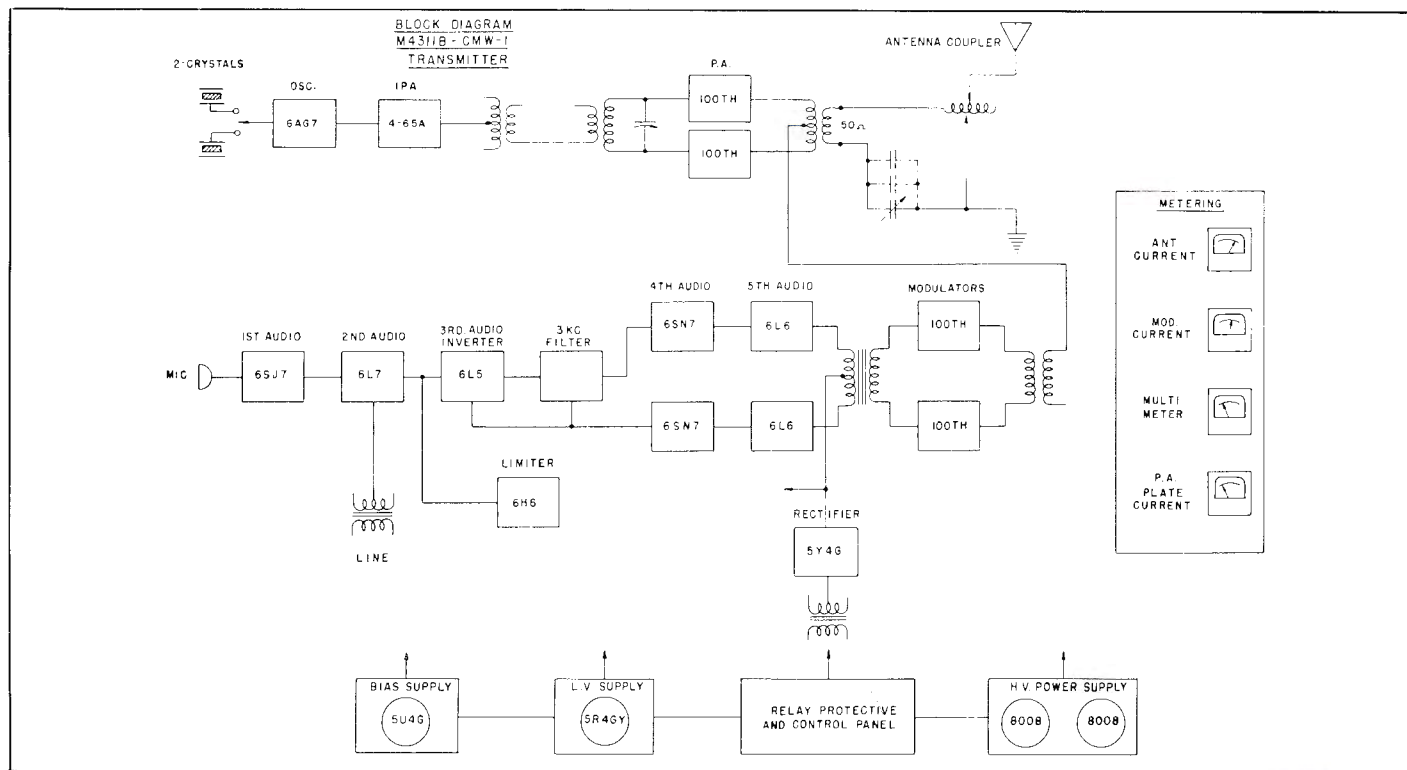 BLOCK DIAGRAM
M4311B-CMW-1
TRANSMITTER
ANTENNA COUPLER
2-CRYSTALS
OSC.
6AG7
IPA
4-65A
P.A.
100TH
100TH
50Ω
METERING
ANT
CURRENT
MOD.
CURRENT
MULTI
METER
P.A.
PLATE
CURRENT
MIC
1ST AUDIO
6SJ7
2ND AUDIO
6L7
3RD. AUDIO
INVERTER
6L5
3 KC
FILTER
4TH AUDIO
6SN7
6SN7
5TH AUDIO
6L6
6L6
MODULATORS
100TH
100TH
LIMITER
6H6
LINE
RECTIFIER
5Y4G
BIAS SUPPLY
5U4G
L.V. SUPPLY
5R4GY
RELAY PROTECTIVE
AND CONTROL PANEL
H.V. POWER SUPPLY
8008
8008